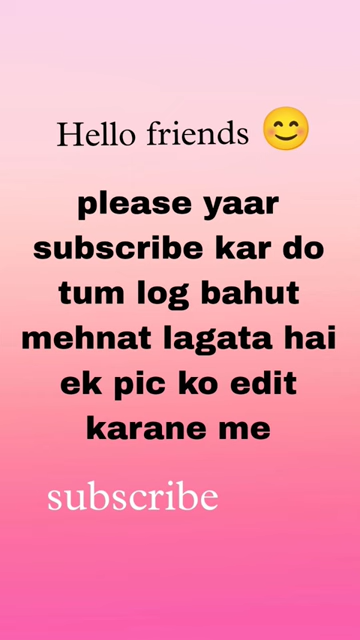 Hello friends 😊
please yaar
subscribe kar do
tum log bahut
mehnat lagata hai
ek pic ko edit
karane me
subscribe